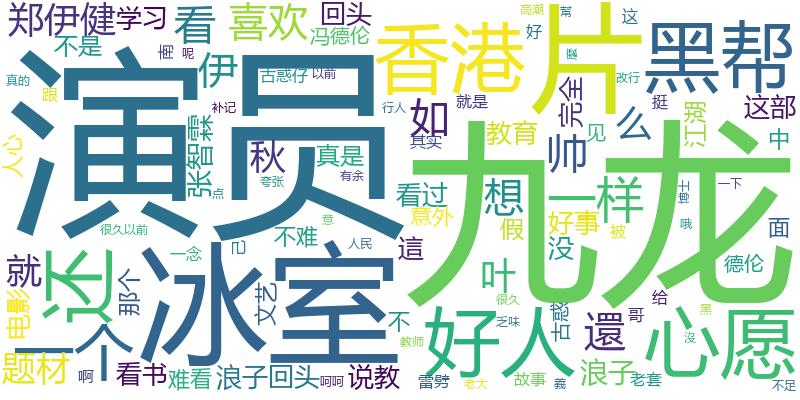 郑伊健
学习
回头
高潮
幫
这
不是
看
喜欢
冯德伦
好
南
呢
伊
古惑仔
以前
香港
片
黑帮
真的
跟
补记
行人
就是
完全
挺
麼
改行
演员
人心
张智霖
秋
真是
如
其实
教育
见
么
江湖
这部
中
夸张
有余
帅
九龙
博士
一下
点
看过
想
一样
哦
很久以前
意
意外
假
好事
被
面
不难
己
人民
這
没
德伦
还
一念
就
那个
冰室
文艺
叶
古惑
给
电影
很久
哥
黑
不
好人
還
心愿
一个
教师
乏味
沒
题材
啊
看书
难看
浪子回头
呵呵
说教
雷劈
老大
故事
義
浪子
老套
不足